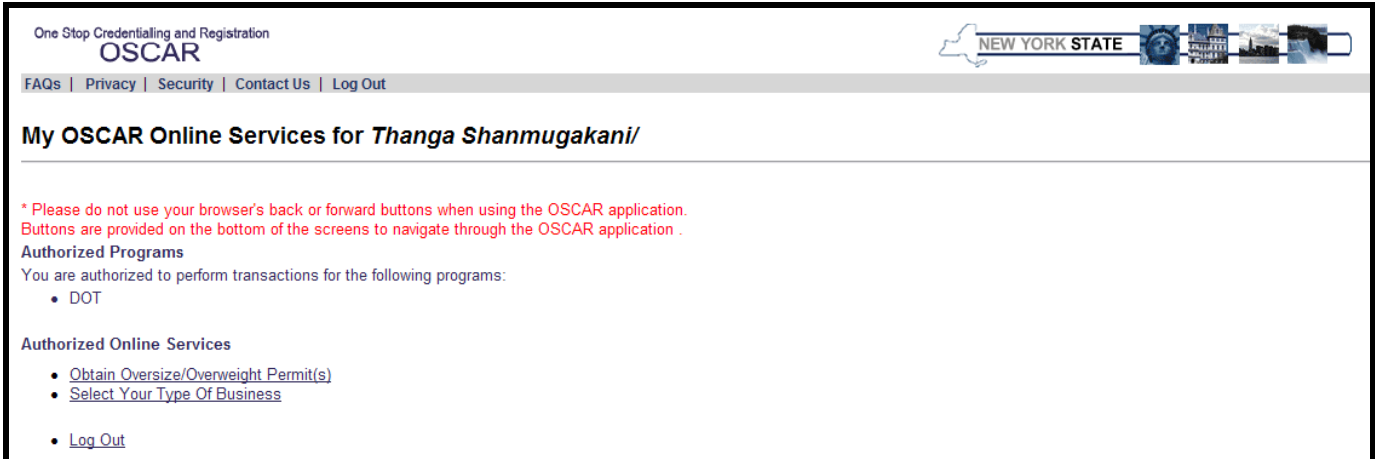 One Stop Credentialing and Registration
OSCAR
NEW YORK STATE
FAQs | Privacy | Security | Contact Us | Log Out
My OSCAR Online Services for Thanga Shanmugakani/
* Please do not use your browser's back or forward buttons when using the OSCAR application.
Buttons are provided on the bottom of the screens to navigate through the OSCAR application .
Authorized Programs
You are authorized to perform transactions for the following programs:
• DOT
Authorized Online Services
• Obtain Oversize/Overweight Permit(s)
• Select Your Type Of Business
• Log Out